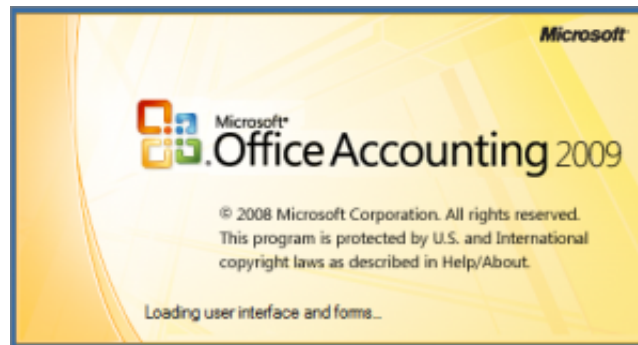 Microsoft
Microsoft®
Office Accounting 2009
© 2008 Microsoft Corporation. All rights reserved.
This program is protected by U.S. and International
copyright laws as described in Help/About.
Loading user interface and forms...